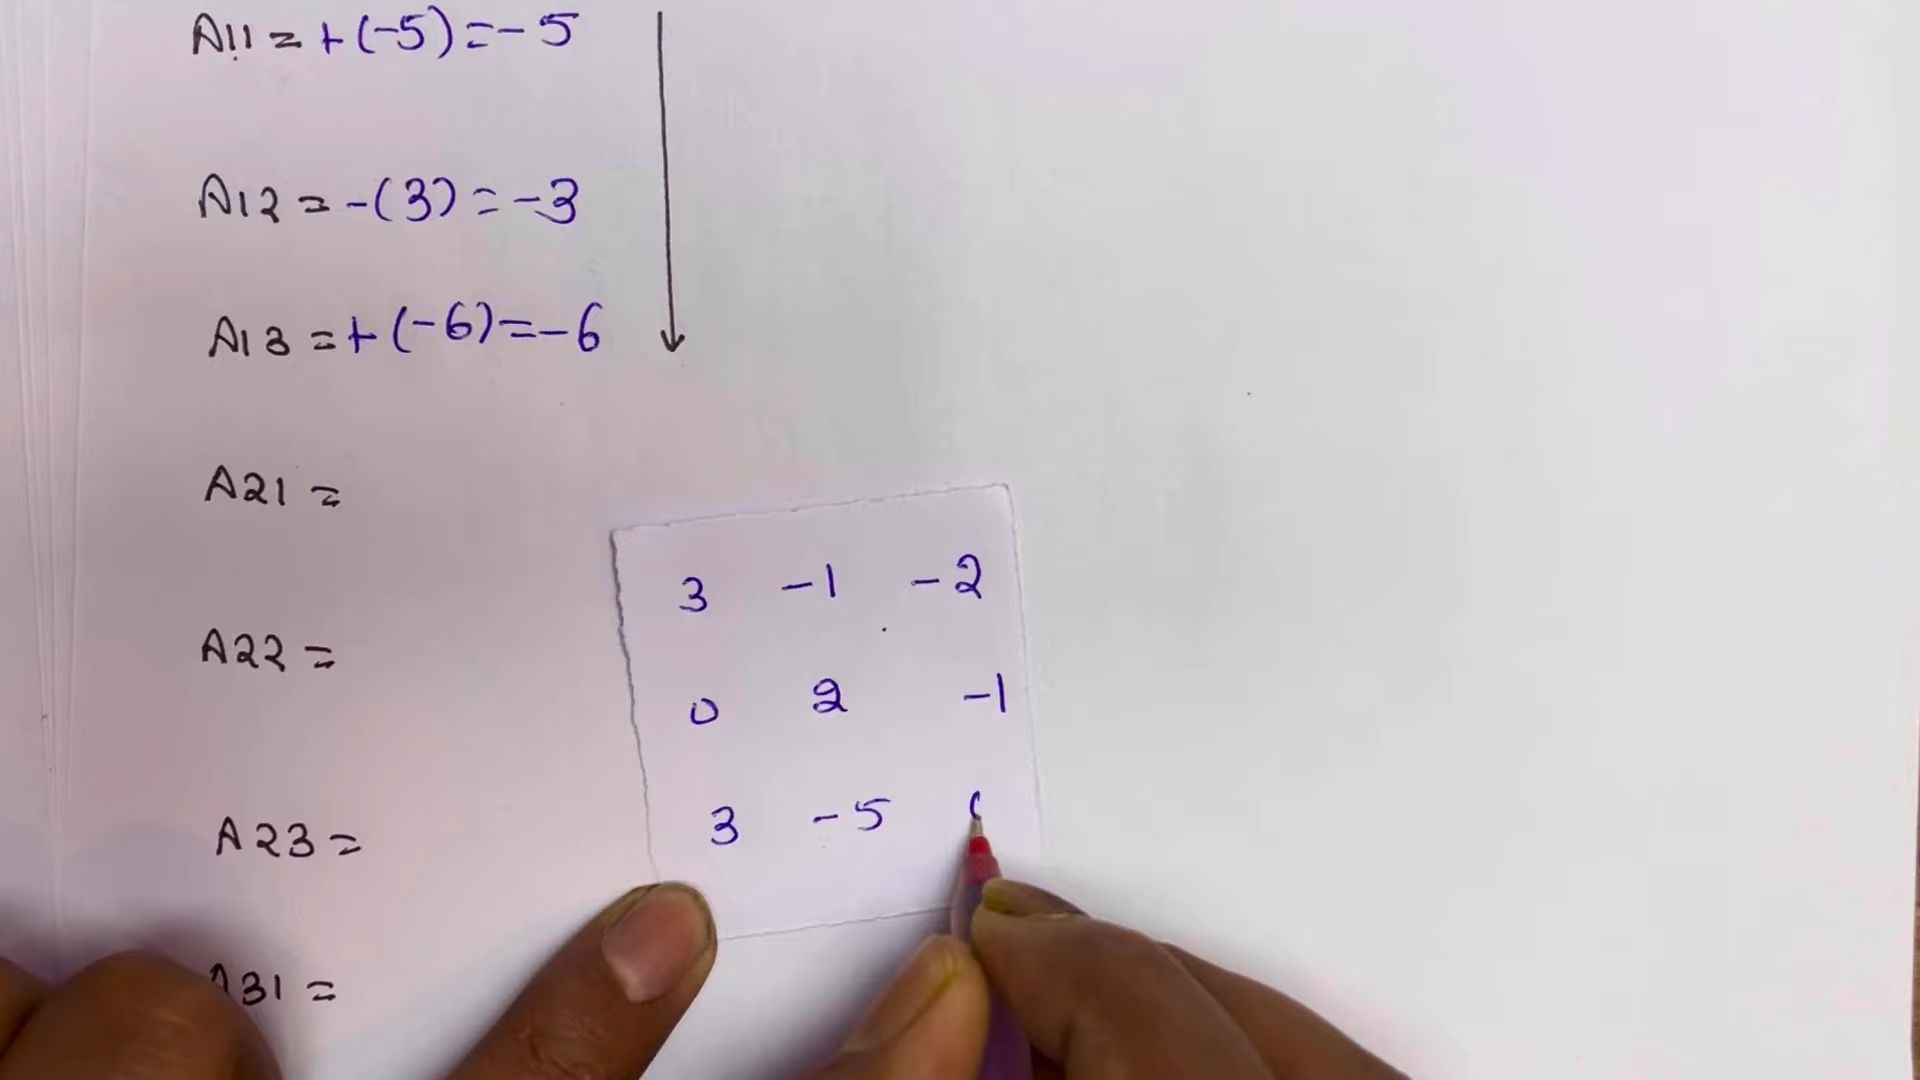 A11 = +(-5) = -5
A12 = -(3) = -3
A13 = +(-6) = -6
A21 =
A22 =
A23 =
A31 =
3 -1 -2
0 2 -1
3 -5